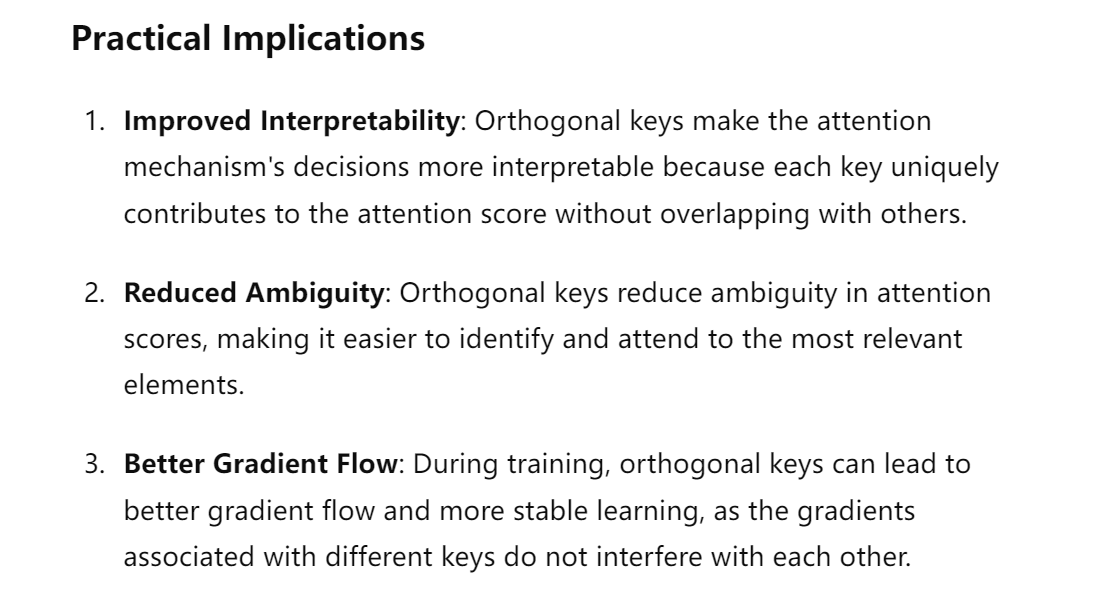 Practical Implications
1. Improved Interpretability: Orthogonal keys make the attention
mechanism's decisions more interpretable because each key uniquely
contributes to the attention score without overlapping with others.
2. Reduced Ambiguity: Orthogonal keys reduce ambiguity in attention
scores, making it easier to identify and attend to the most relevant
elements.
3. Better Gradient Flow: During training, orthogonal keys can lead to
better gradient flow and more stable learning, as the gradients
associated with different keys do not interfere with each other.